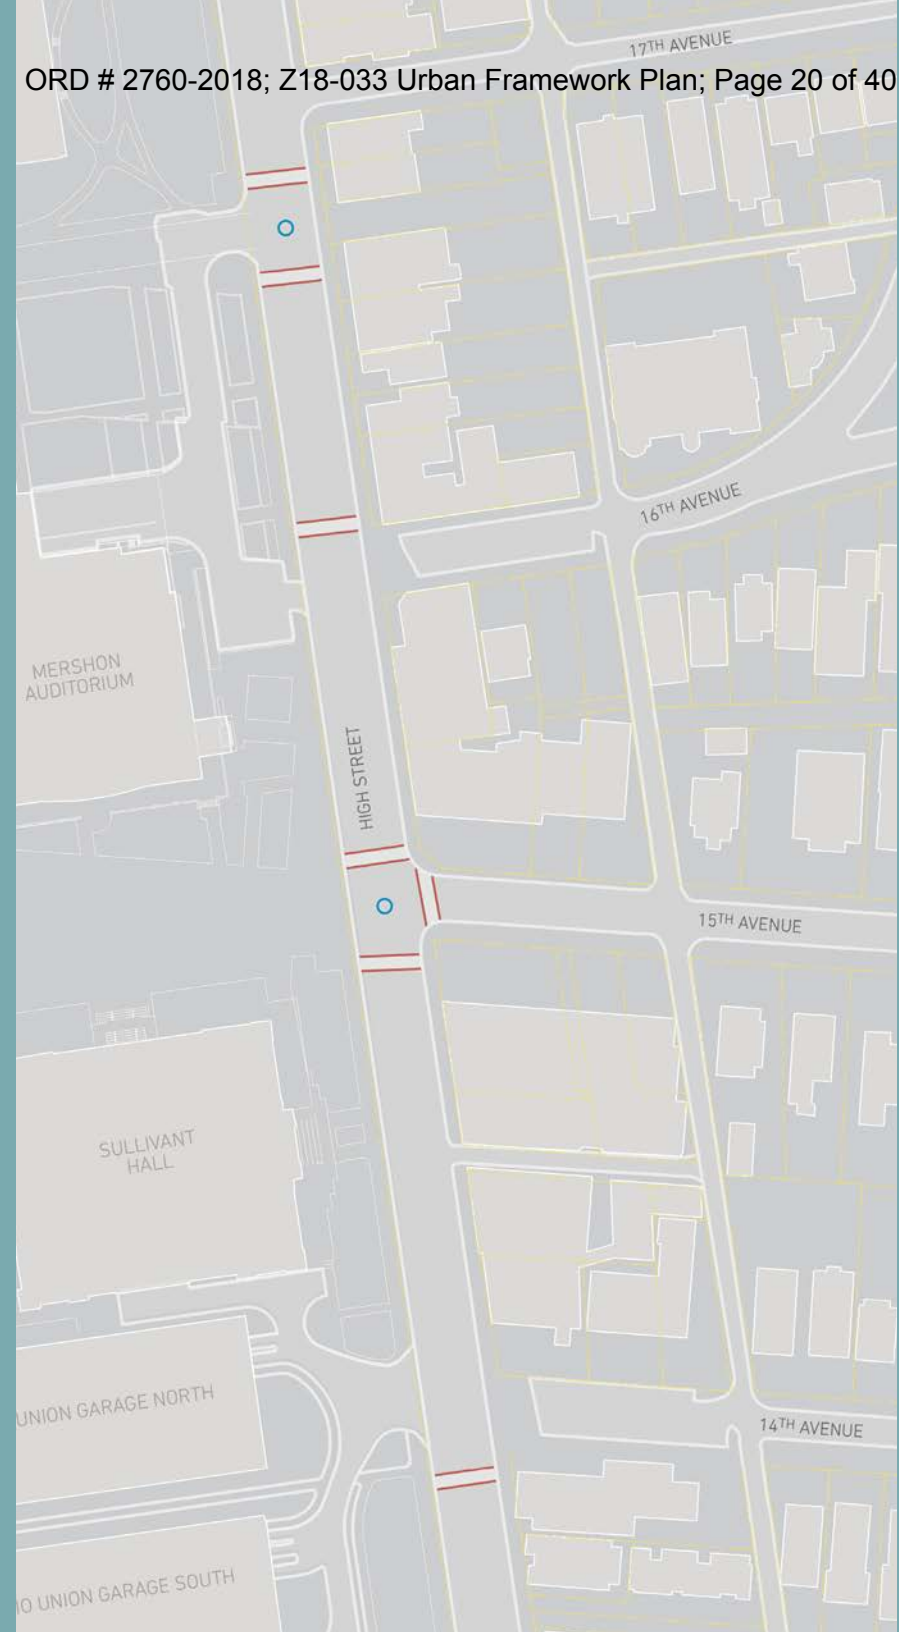 17TH AVENUE
ORD # 2760-2018; Z18-033 Urban Framework Plan; Page 20 of 40
16TH AVENUE
MERSHON
AUDITORIUM
HIGH STREET
15TH AVENUE
SULLIVANT
HALL
UNION GARAGE NORTH
14TH AVENUE
IO UNION GARAGE SOUTH